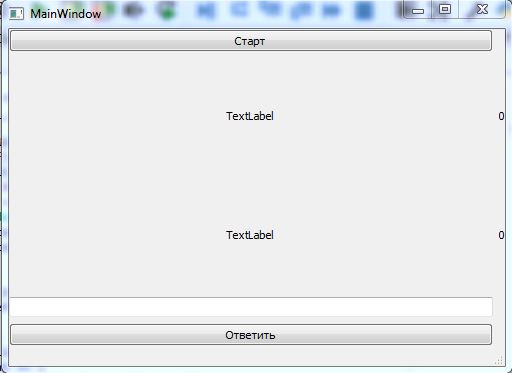 MainWindow
Старт
TextLabel 0
TextLabel 0
Ответить